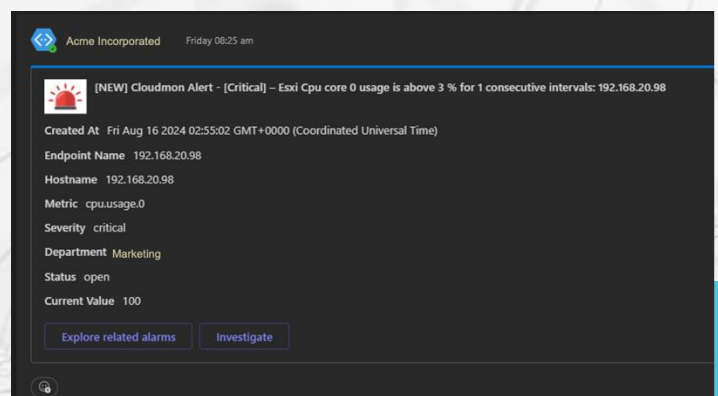 Acme Incorporated Friday 08:25 am
[NEW] Cloudmon Alert - [Critical] – Esxi Cpu core 0 usage is above 3 % for 1 consecutive intervals: 192.168.20.98
Created At Fri Aug 16 2024 02:55:02 GMT+0000 (Coordinated Universal Time)
Endpoint Name 192.168.20.98
Hostname 192.168.20.98
Metric cpu.usage.0
Severity critical
Department Marketing
Status open
Current Value 100
Explore related alarms Investigate